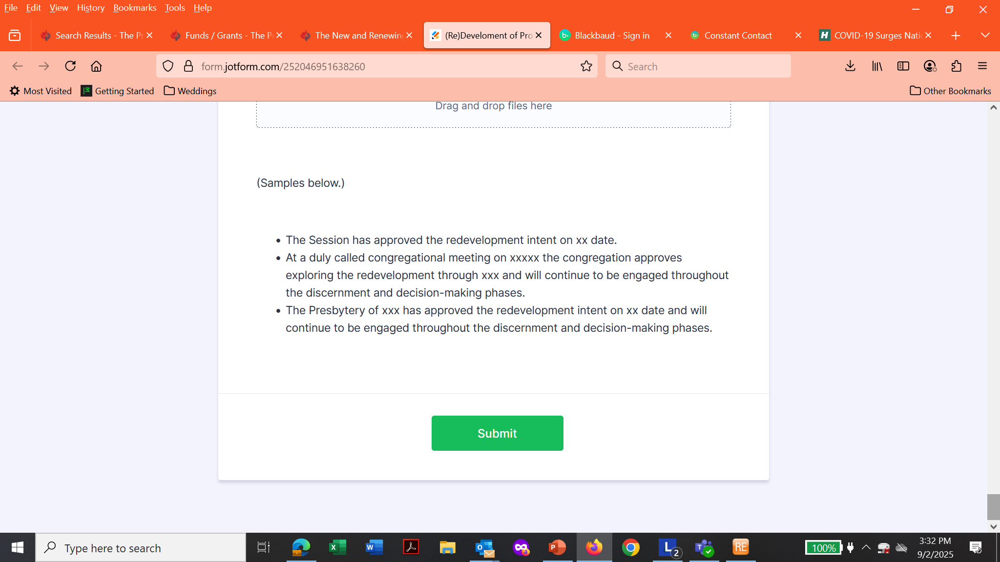 File Edit View History Bookmarks Tools Help
Search Results - The Pr
Funds / Grants - The P
The New and Renewin
(Re)Develoment of Pro
Blackbaud - Sign in
Constant Contact
COVID-19 Surges Natio
form.jotform.com/252046951638260
Search
Most Visited
Getting Started
Weddings
Other Bookmarks
Drag and drop files here
(Samples below.)
The Session has approved the redevelopment intent on xx date.
At a duly called congregational meeting on xxxxx the congregation approves
exploring the redevelopment through xxx and will continue to be engaged throughout
the discernment and decision-making phases.
The Presbytery of xxx has approved the redevelopment intent on xx date and will
continue to be engaged throughout the discernment and decision-making phases.
Submit
Type here to search
2
RE
100%
3:32 PM
9/2/2025